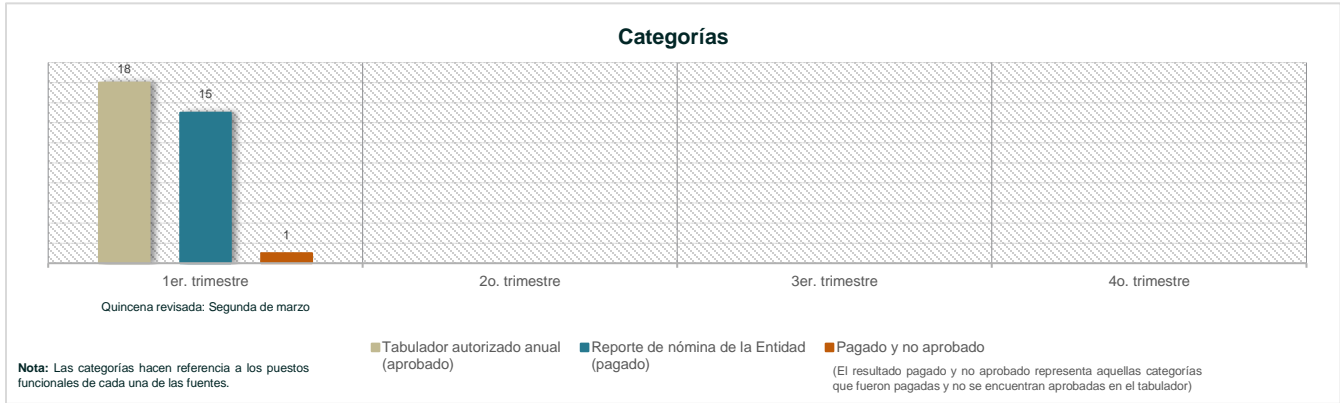 Categorías
18
15
1
1er. trimestre
2o. trimestre
3er. trimestre
4o. trimestre
Quincena revisada: Segunda de marzo
Tabulador autorizado anual
(aprobado)
Reporte de nómina de la Entidad
(pagado)
Pagado y no aprobado
(El resultado pagado y no aprobado representa aquellas categorías
que fueron pagadas y no se encuentran aprobadas en el tabulador)
Nota: Las categorías hacen referencia a los puestos
funcionales de cada una de las fuentes.